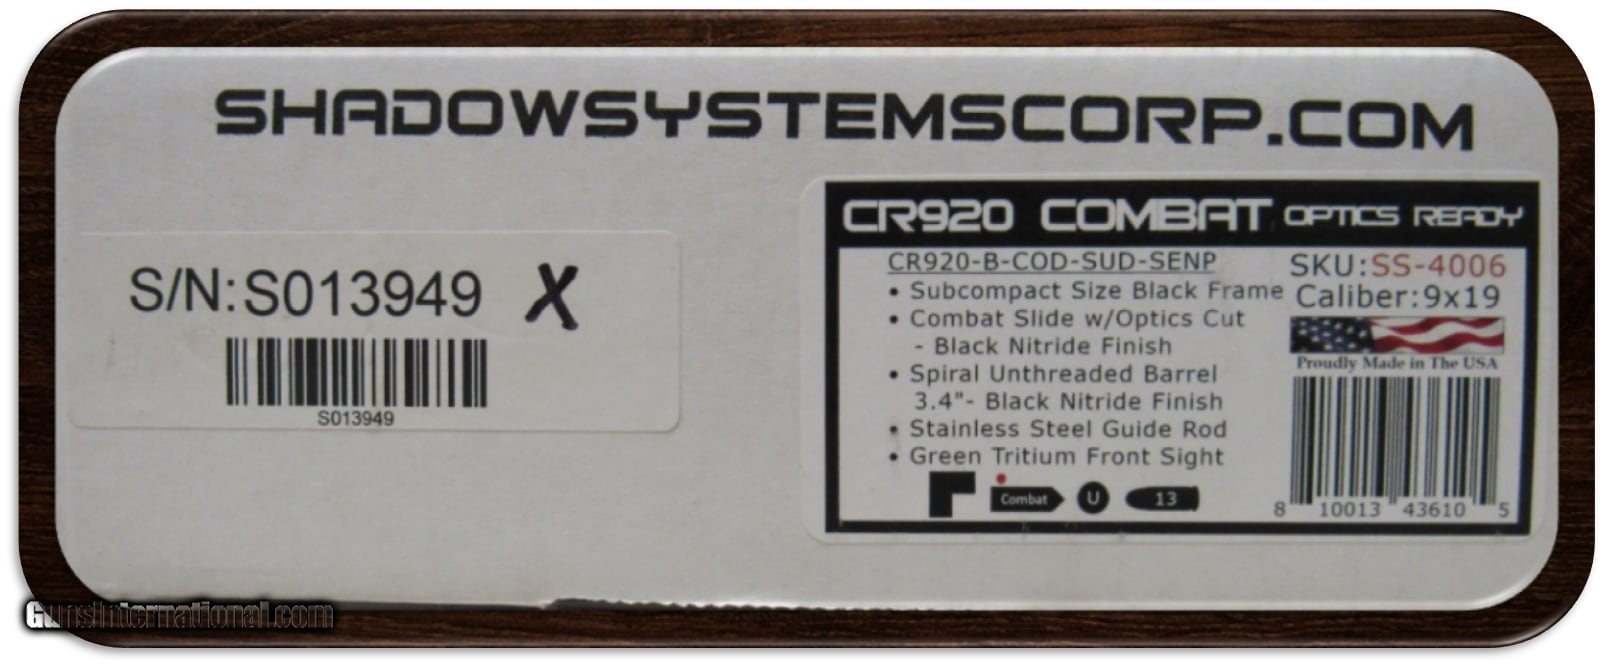 SHADOWSYSTEMSCORP.COM
S/N:S013949 X
S013949
CR920 COMBAT OPTICS READY
CR920-B-COD-SUD-SENP
• Subcompact Size Black Frame
• Combat Slide w/Optics Cut
- Black Nitride Finish
• Spiral Unthreaded Barrel
3.4"- Black Nitride Finish
• Stainless Steel Guide Rod
• Green Tritium Front Sight
Combat U 13
SKU:SS-4006
Caliber:9x19
Proudly Made in The USA
8 10013 43610 5
GunsInternational.com